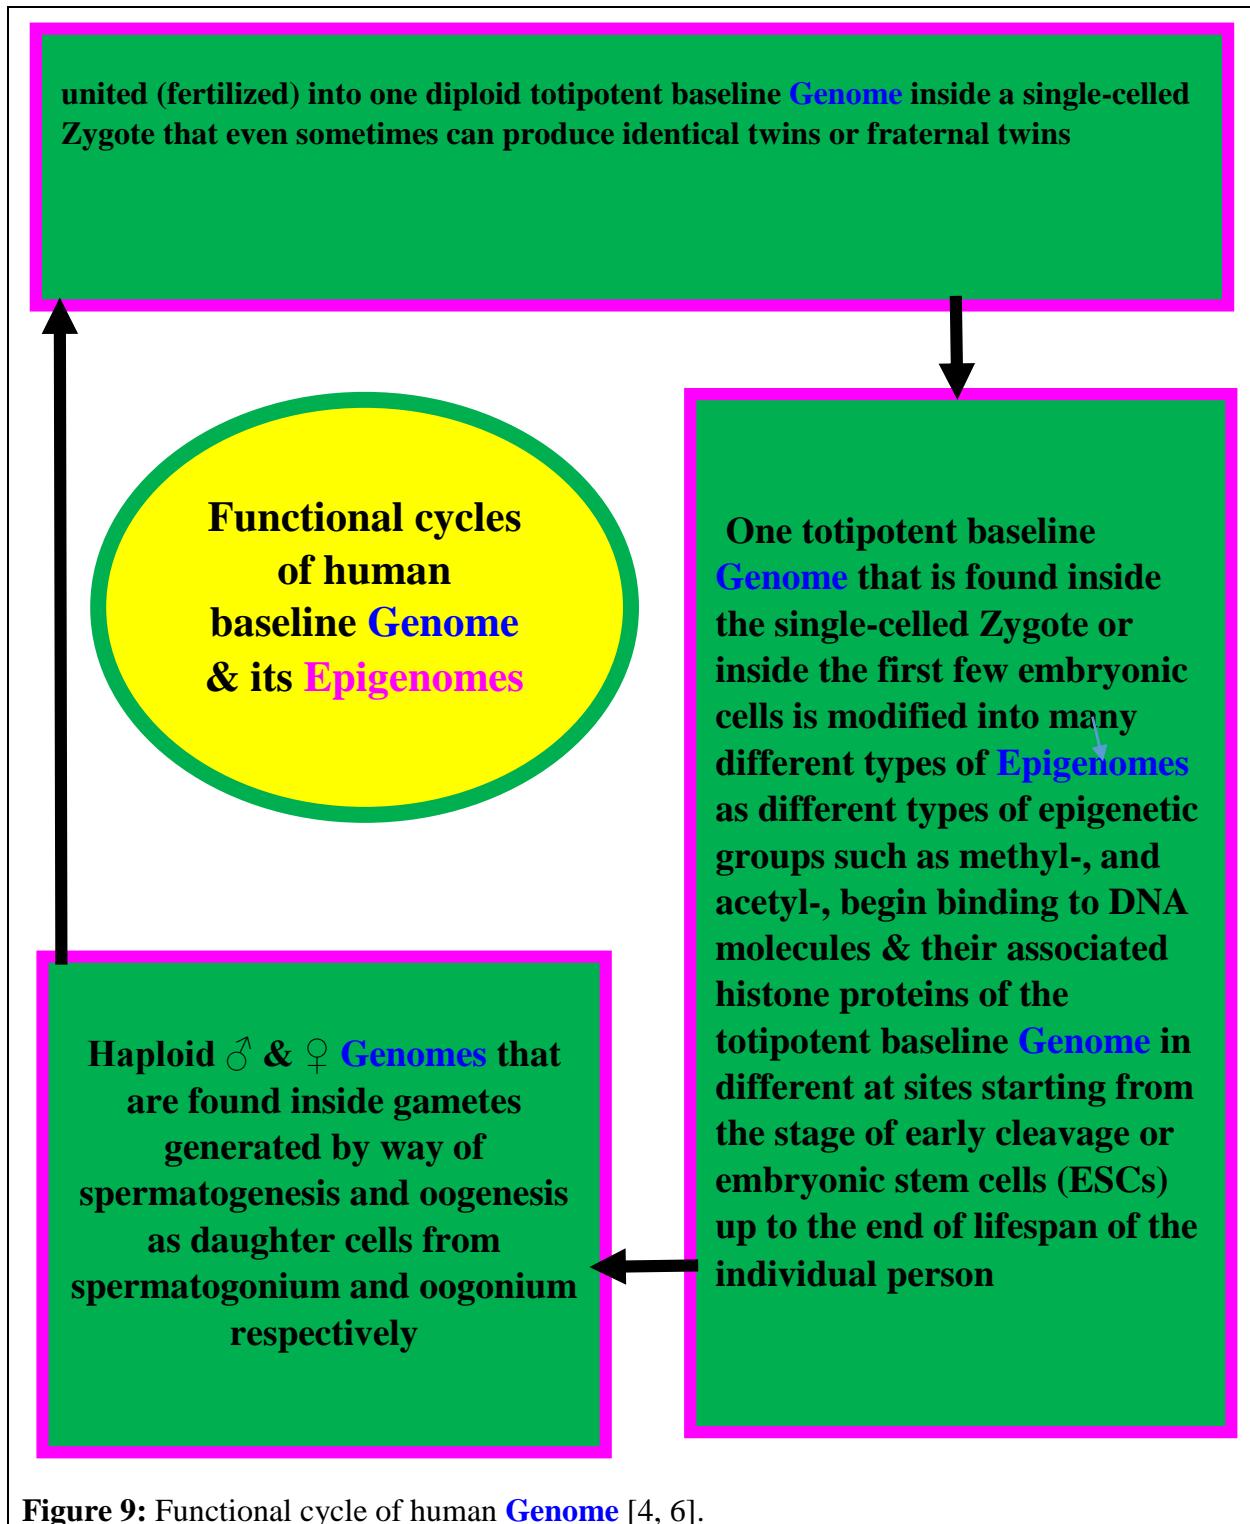 united (fertilized) into one diploid totipotent baseline Genome inside a single-celled
Zygote that even sometimes can produce identical twins or fraternal twins
Functional cycles
of human
baseline Genome
& its Epigenomes
One totipotent baseline
Genome that is found inside
the single-celled Zygote or
inside the first few embryonic
cells is modified into many
different types of Epigenomes
as different types of epigenetic
groups such as methyl-, and
acetyl-, begin binding to DNA
molecules & their associated
histone proteins of the
totipotent baseline Genome in
different at sites starting from
the stage of early cleavage or
embryonic stem cells (ESCs)
up to the end of lifespan of the
individual person
Haploid ♂ & ♀ Genomes that
are found inside gametes
generated by way of
spermatogenesis and oogenesis
as daughter cells from
spermatogonium and oogonium
respectively
Figure 9: Functional cycle of human Genome [4, 6].